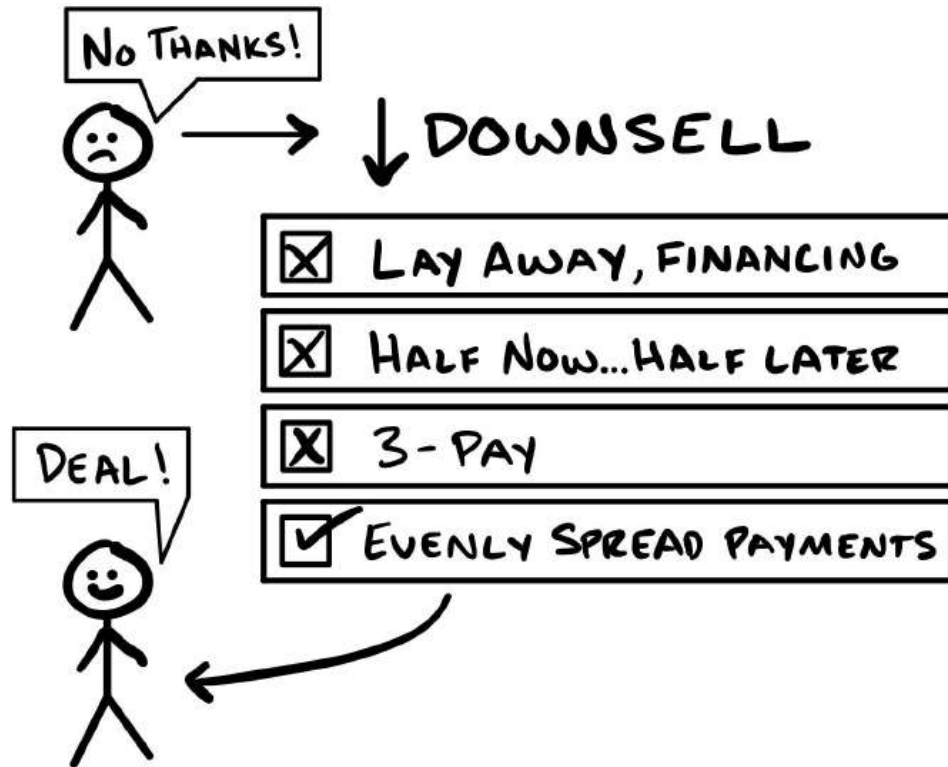 No THANKS!
DOWNSELL
LAY AWAY, FINANCING
HALF NOW...HALF LATER
3-PAY
EVENLY SPREAD PAYMENTS
DEAL!